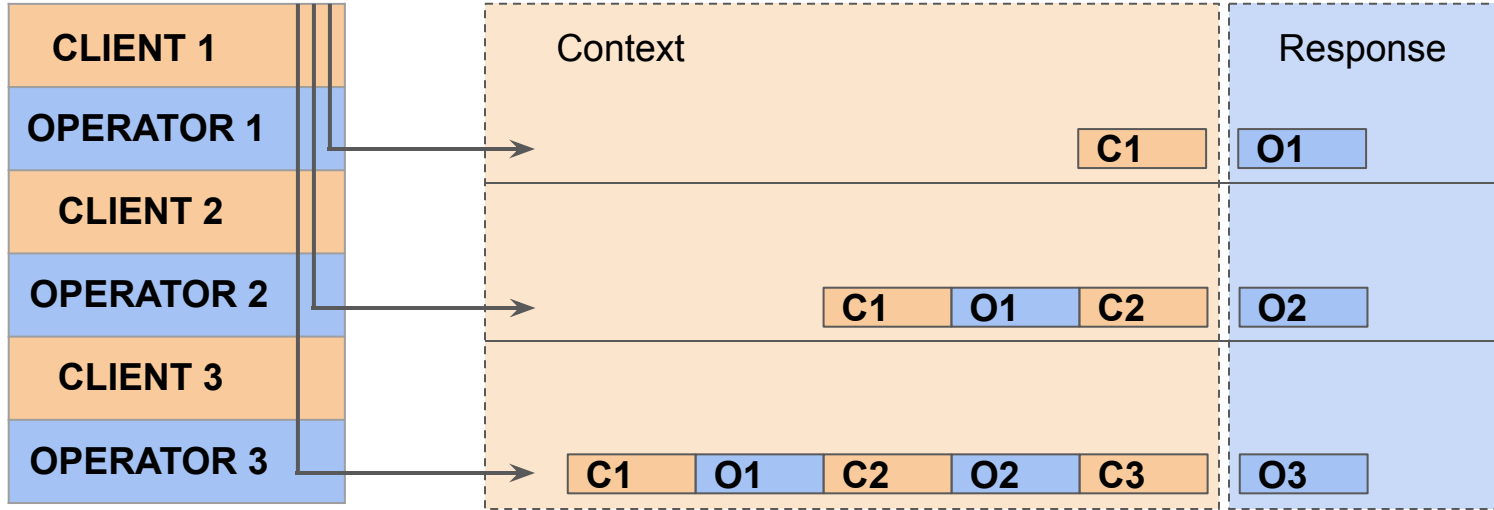 CLIENT 1
OPERATOR 1
CLIENT 2
OPERATOR 2
CLIENT 3
OPERATOR 3
Context
Response
C1
O1
C1
O1
C2
O2
C1
O1
C2
O2
C3
O3